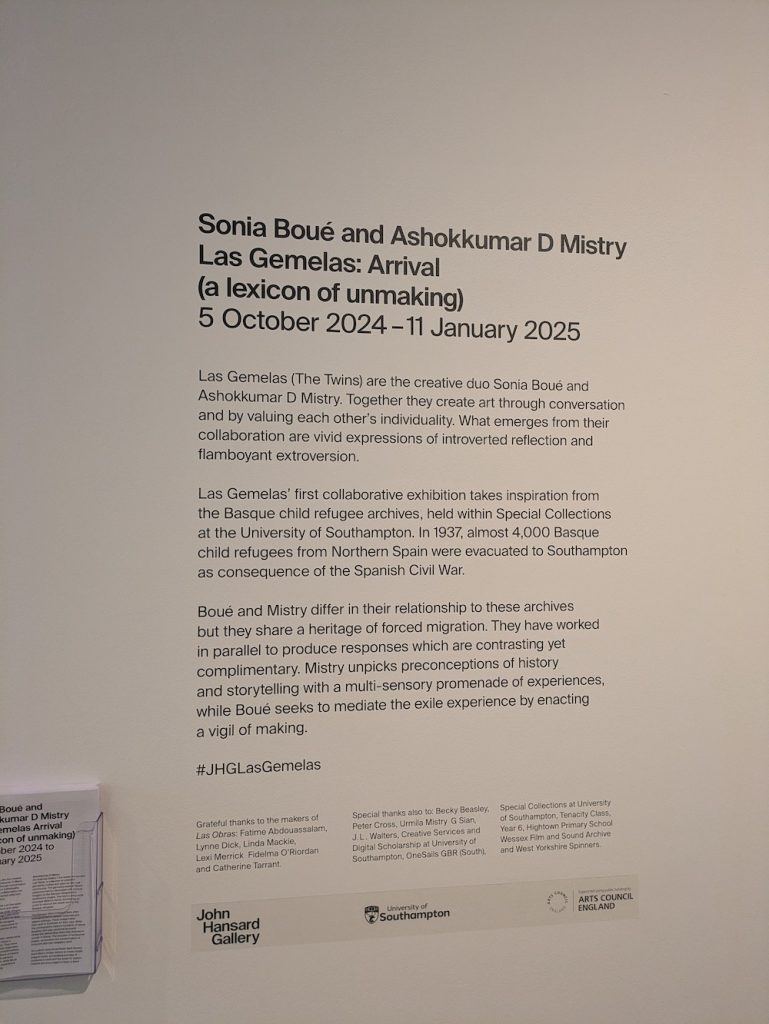 Sonia Boué and Ashokkumar D Mistry
Las Gemelas: Arrival
(a lexicon of unmaking)
5 October 2024 – 11 January 2025
Las Gemelas (The Twins) are the creative duo Sonia Boué and
Ashokkumar D Mistry. Together they create art through conversation
and by valuing each other's individuality. What emerges from their
collaboration are vivid expressions of introverted reflection and
flamboyant extroversion.
Las Gemelas' first collaborative exhibition takes inspiration from
the Basque child refugee archives, held within Special Collections
at the University of Southampton. In 1937, almost 4,000 Basque
child refugees from Northern Spain were evacuated to Southampton
as consequence of the Spanish Civil War.
Boué and Mistry differ in their relationship to these archives
but they share a heritage of forced migration. They have worked
in parallel to produce responses which are contrasting yet
complimentary. Mistry unpicks preconceptions of history
and storytelling with a multi-sensory promenade of experiences,
while Boué seeks to mediate the exile experience by enacting
a vigil of making.
#JHGLasGemelas
Grateful thanks to the makers of
Las Obras: Fatime Abdouassalam,
Lynne Dick, Linda Mackie,
Lexi Merrick Fidelma O'Riordan
and Catherine Tarrant.
Special thanks also to: Becky Beasley,
Peter Cross, Urmila Mistry G Sian,
J.L. Walters, Creative Services and
Digital Scholarship at University of
Southampton, OneSails GBR (South),
Special Collections at University
of Southampton, Tenacity Class,
Year 6, Hightown Primary School
Wessex Film and Sound Archive
and West Yorkshire Spinners.
John
Hansard
Gallery
University of
Southampton
ARTS COUNCIL
ENGLAND
Boué and
kumar D Mistry
emelas Arrival
con of unmaking)
ober 2024 to
uary 2025